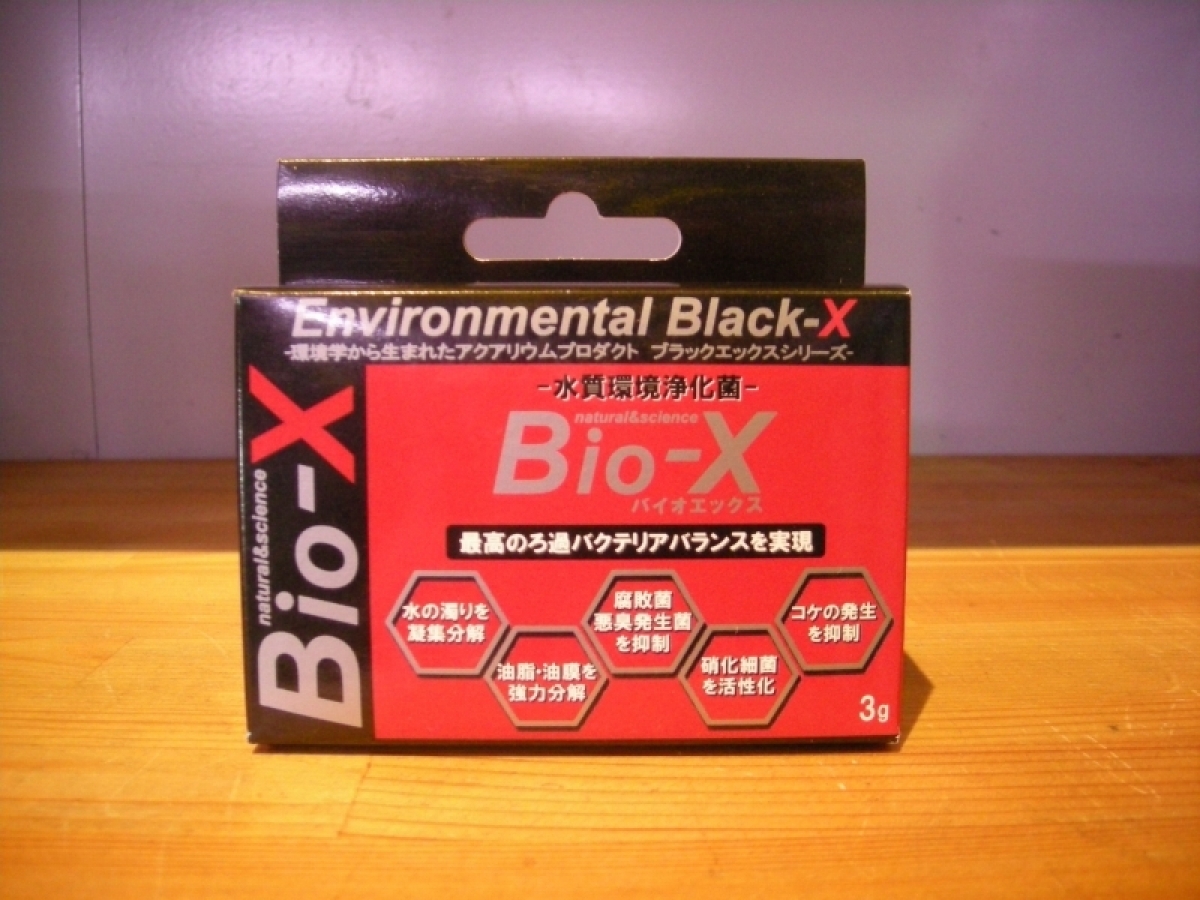 Environmental Black-X
-環境学から生まれたアクアリウムプロダクト ブラックエックスシリーズ-
natural&science
Bio-X
-水質環境浄化菌-
natural&science
Bio-X
バイオエックス
最高のろ過バクテリアバランスを実現
水の濁りを
凝集分解
油脂・油膜を
強力分解
腐敗菌
悪臭発生菌
を抑制
硝化細菌
を活性化
コケの発生
を抑制
3g